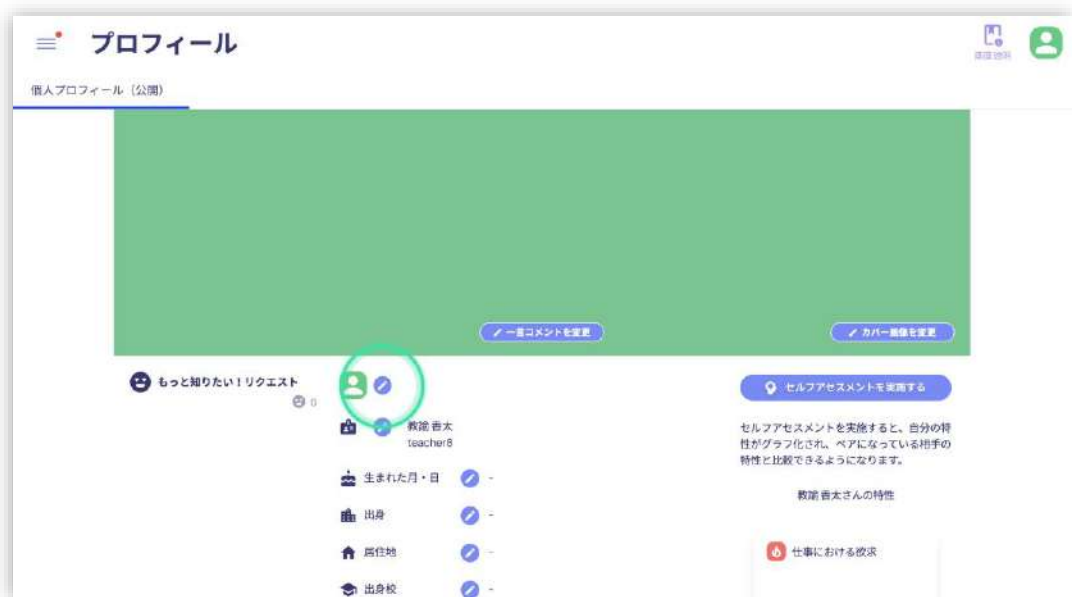 プロフィール
個人プロフィール（公開）
一言コメントを変更
カバー画像を変更
もっと知りたい！リクエスト
0
教諭 香太
teacher8
生まれた月・日 -
出身 -
居住地 -
出身校 -
セルフアセスメントを実施する
セルフアセスメントを実施すると、自分の特
性がグラフ化され、ペアになっている相手の
特性と比較できるようになります。
教諭 香太さんの特性
仕事における欲求